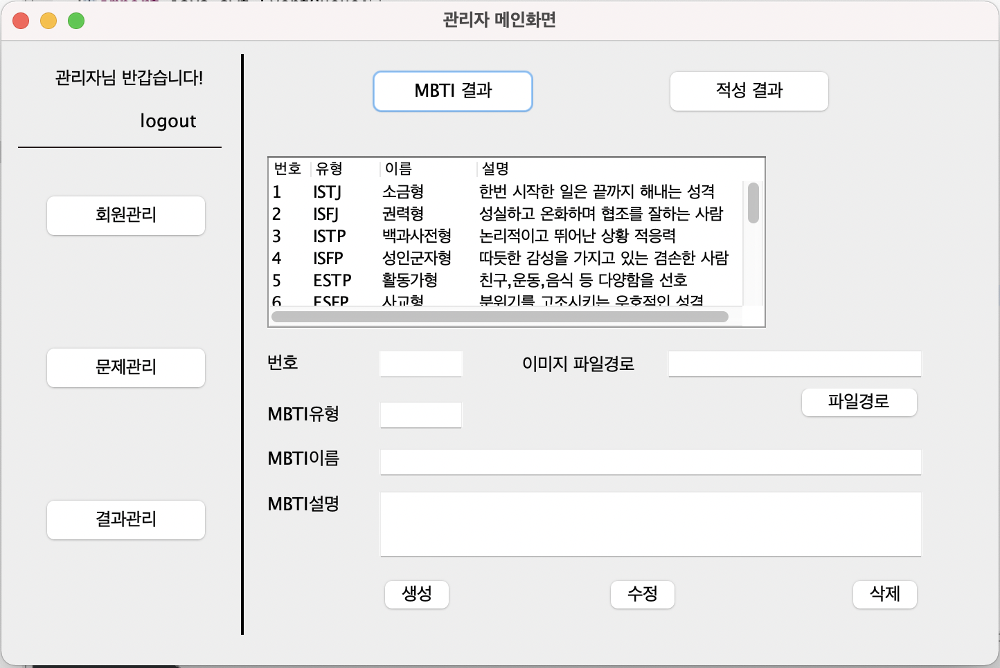 관리자 메인화면
관리자님 반갑습니다!
logout
회원관리
문제관리
결과관리
MBTI 결과
적성 결과
번호 유형 이름 설명
1 ISTJ 소금형 한번 시작한 일은 끝까지 해내는 성격
2 ISFJ 권력형 성실하고 온화하며 협조를 잘하는 사람
3 ISTP 백과사전형 논리적이고 뛰어난 상황 적응력
4 ISFP 성인군자형 따듯한 감성을 가지고 있는 겸손한 사람
5 ESTP 활동가형 친구,운동,음식 등 다양함을 선호
6 ESFP 사교형 분위기를 고조시키는 우호적인 성격
번호
이미지 파일경로
파일경로
MBTI유형
MBTI이름
MBTI설명
생성
수정
삭제